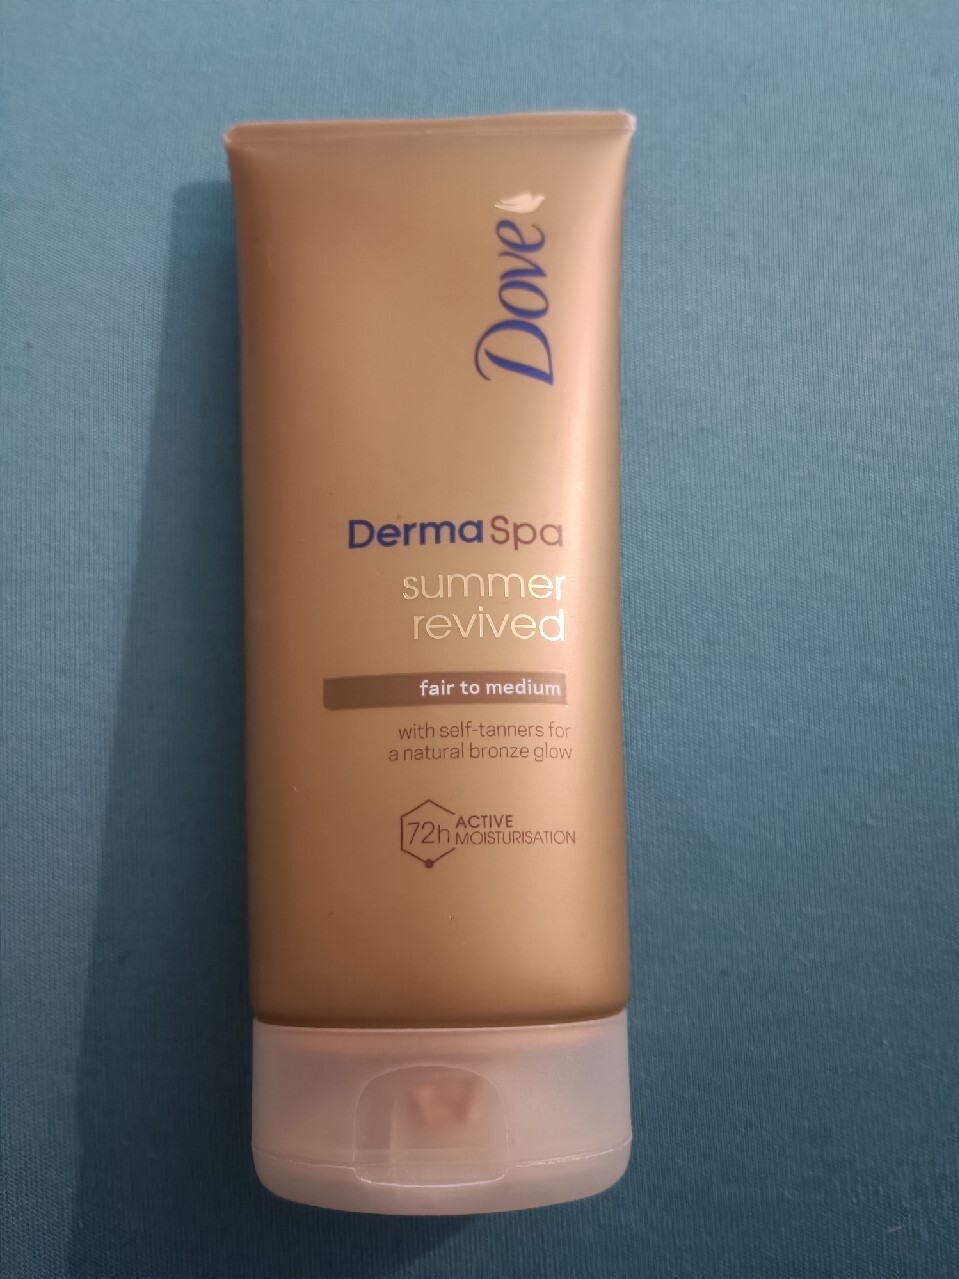 Dove
DermaSpa
summer
revived
fair to medium
with self-tanners for
a natural bronze glow
72h ACTIVE
MOISTURISATION